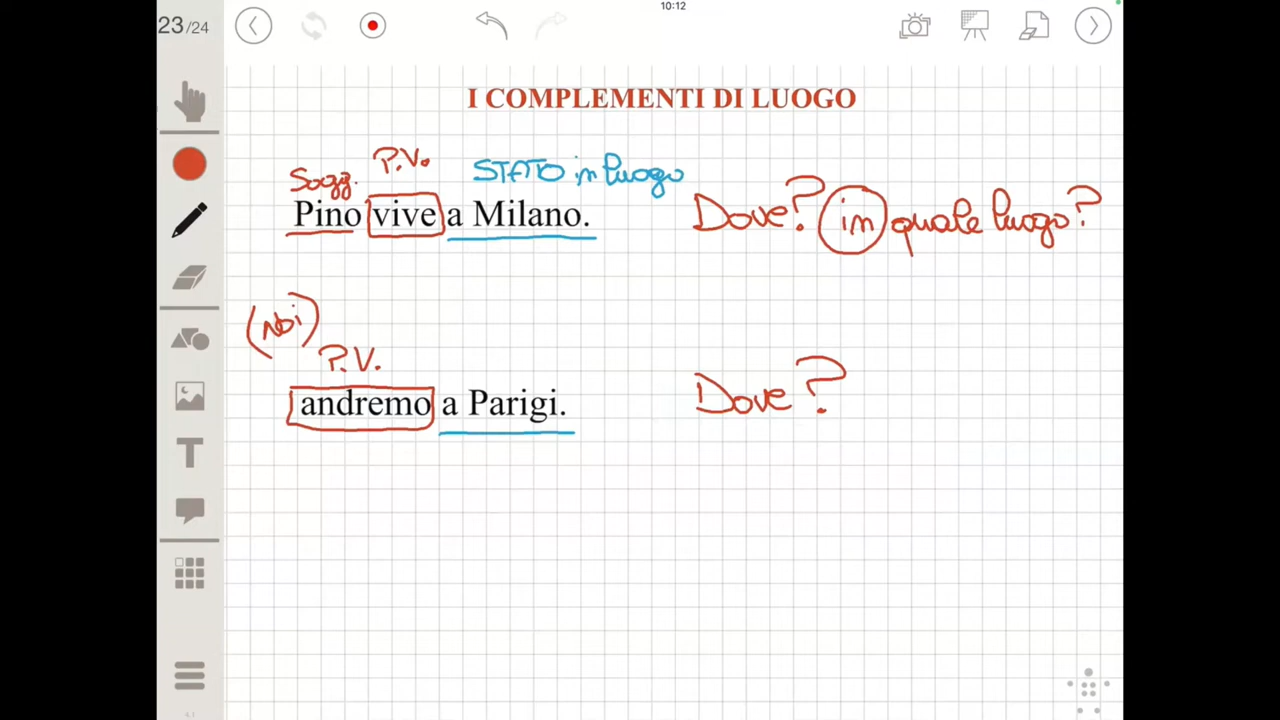 10:12
23/24
I COMPLEMENTI DI LUOGO
Sogg. P.V. STATO in luogo
Pino vive a Milano. Dove? in quale luogo?
(Noi)
P.V.
andremo a Parigi. Dove?
T